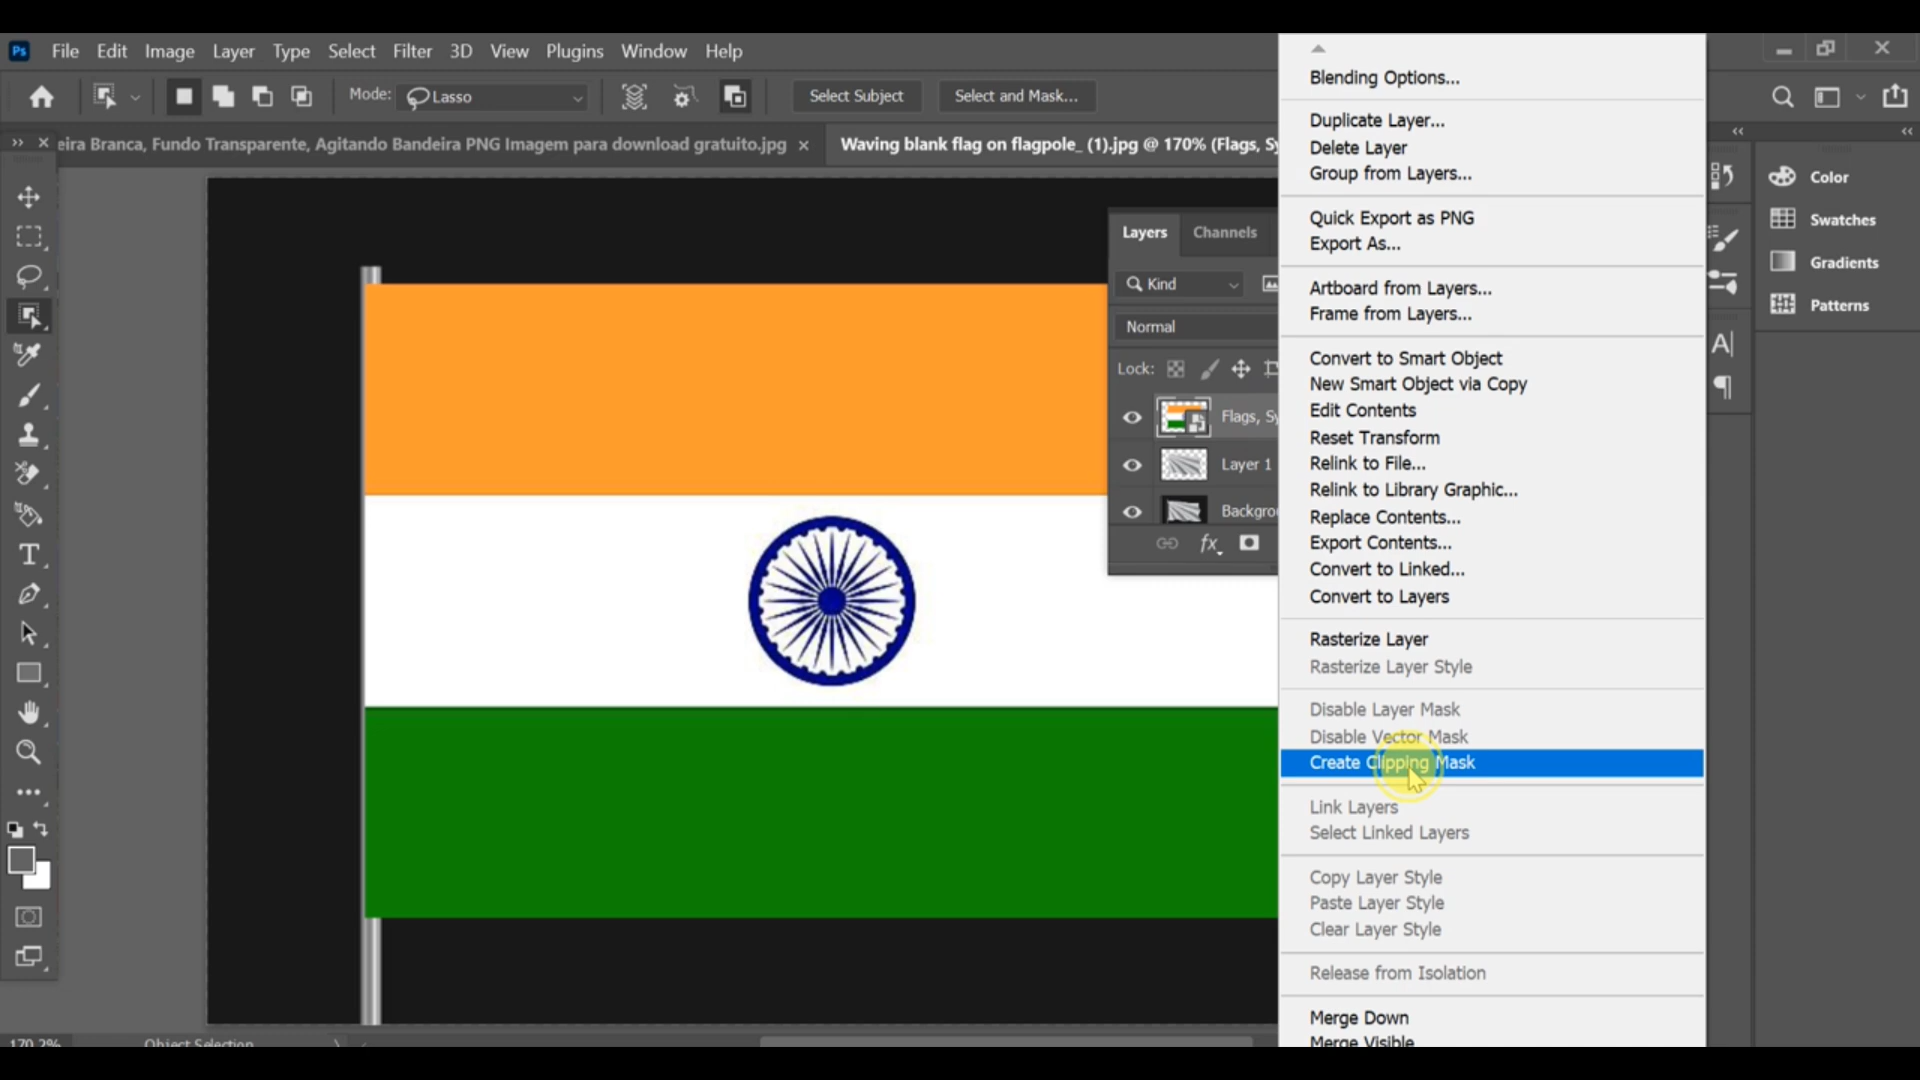 Ps File Edit Image Layer Type Select Filter 3D View Plugins Window Help
Mode: Lasso Select Subject Select and Mask...
eira Branca, Fundo Transparente, Agitando Bandeira PNG Imagem para download gratuito.jpg Waving blank flag on flagpole_ (1).jpg @ 170% (Flags, Sy
Layers Channels
Kind
Normal
Lock:
Flags, Sy
Layer 1
Backgrou
fx
Blending Options...
Duplicate Layer...
Delete Layer
Group from Layers...
Quick Export as PNG
Export As...
Artboard from Layers...
Frame from Layers...
Convert to Smart Object
New Smart Object via Copy
Edit Contents
Reset Transform
Relink to File...
Relink to Library Graphic...
Replace Contents...
Export Contents...
Convert to Linked...
Convert to Layers
Rasterize Layer
Rasterize Layer Style
Disable Layer Mask
Disable Vector Mask
Create Clipping Mask
Link Layers
Select Linked Layers
Copy Layer Style
Paste Layer Style
Clear Layer Style
Release from Isolation
Merge Down
Merge Visible
Color
Swatches
Gradients
Patterns
170.2% Object Selection